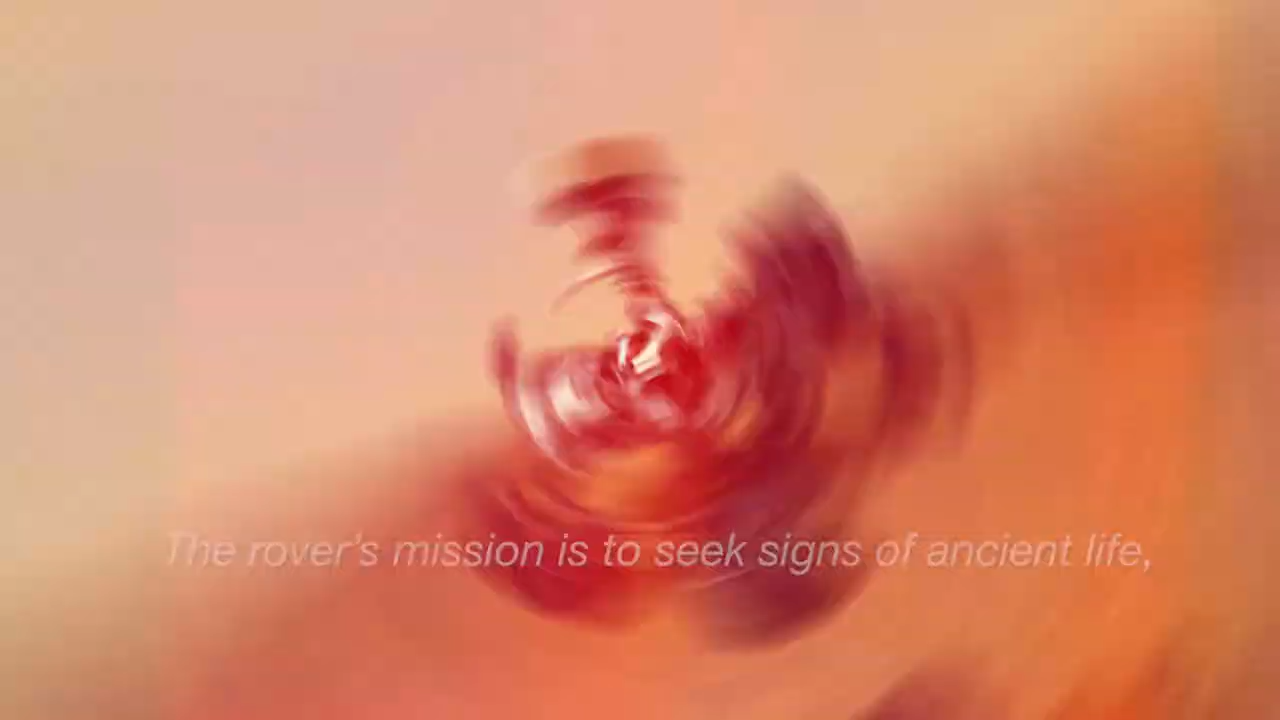 The rover's mission is to seek signs of ancient life,